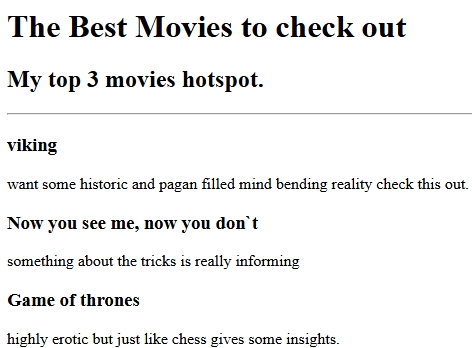 The Best Movies to check out
My top 3 movies hotspot.
viking
want some historic and pagan filled mind bending reality check this out.
Now you see me, now you don`t
something about the tricks is really informing
Game of thrones
highly erotic but just like chess gives some insights.